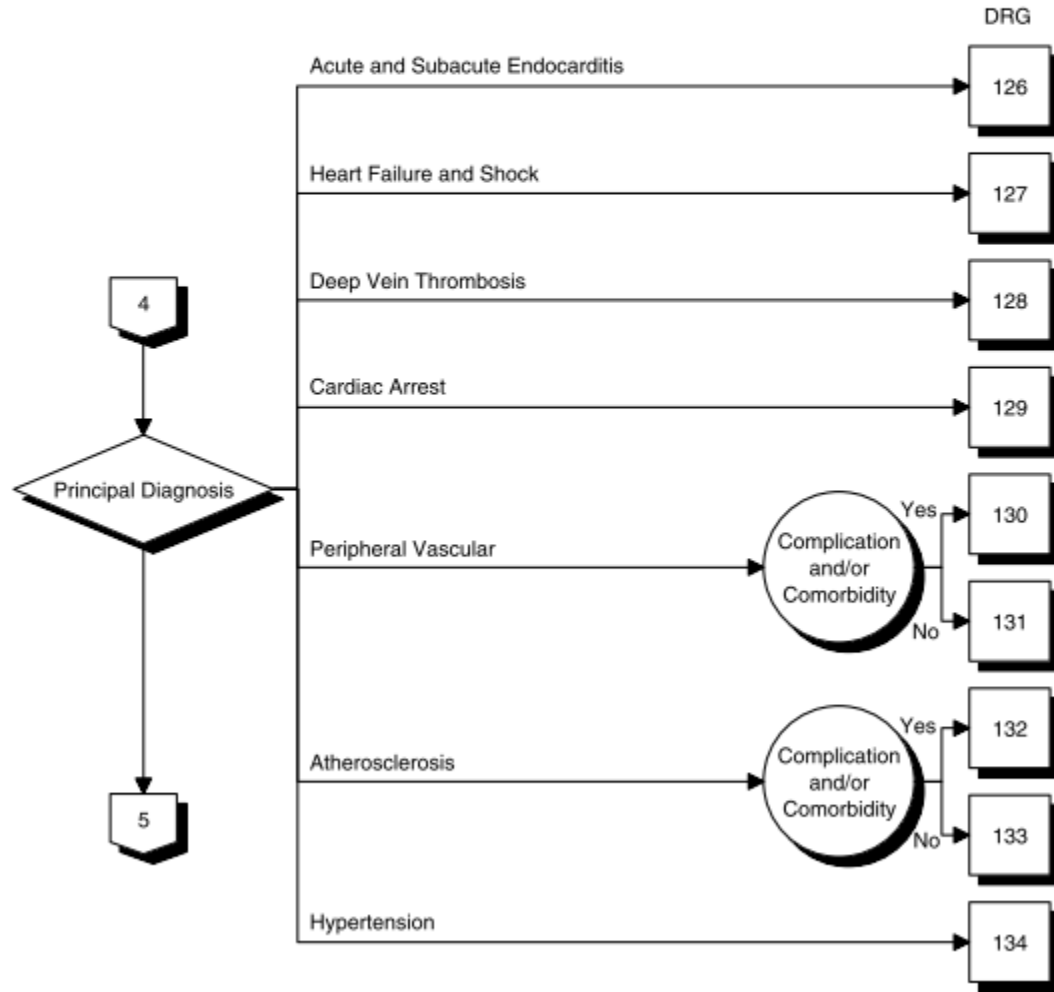 DRG
Acute and Subacute Endocarditis
126
Heart Failure and Shock
127
Deep Vein Thrombosis
128
4
Cardiac Arrest
129
Principal Diagnosis
Peripheral Vascular
Complication
and/or
Comorbidity
Yes
130
No
131
Atherosclerosis
Complication
and/or
Comorbidity
Yes
132
No
133
5
Hypertension
134